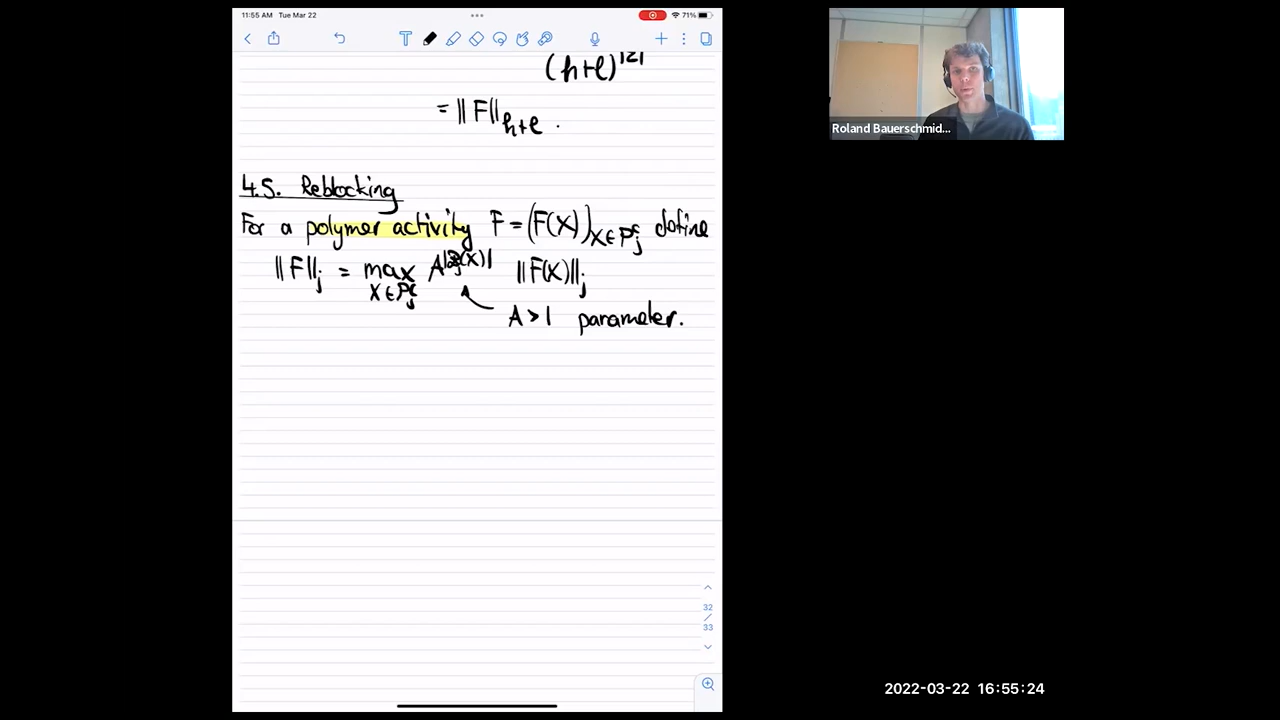 11:55 AM Tue Mar 22
71%
(h+ℓ)^|z|
= ‖F‖_{h+ℓ} .
4.5. Reblocking
For a polymer activity F = (F(X))_{X∈P_j^c} define
‖F‖_j = max_{X∈P_j^c} A^{|B_j(X)|} ‖F(X)‖_j
A > 1 parameter.
32
/
33
Roland Bauerschmid...
2022-03-22 16:55:24